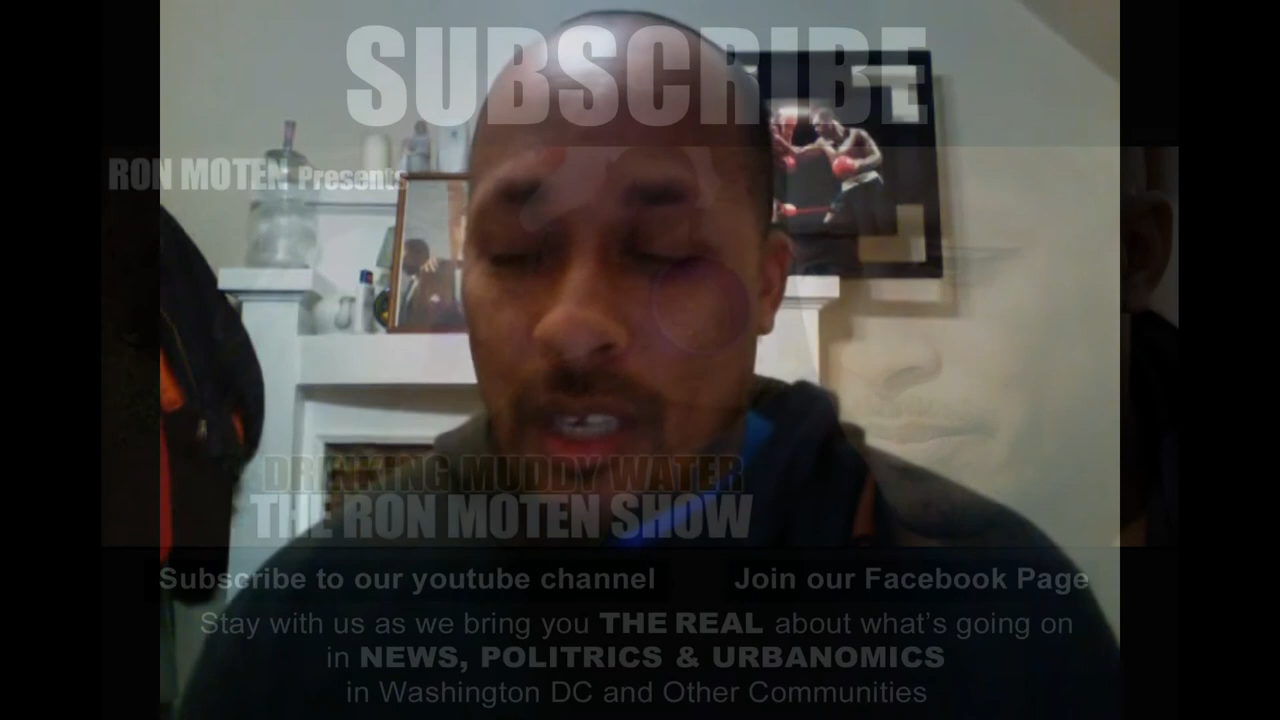 SUBSCRIBE
RON MOTEN Presents
DRINKING MUDDY WATER
THE RON MOTEN SHOW
Subscribe to our youtube channel Join our Facebook Page
Stay with us as we bring you THE REAL about what's going on
in NEWS, POLITRICS & URBANOMICS
in Washington DC and Other Communities